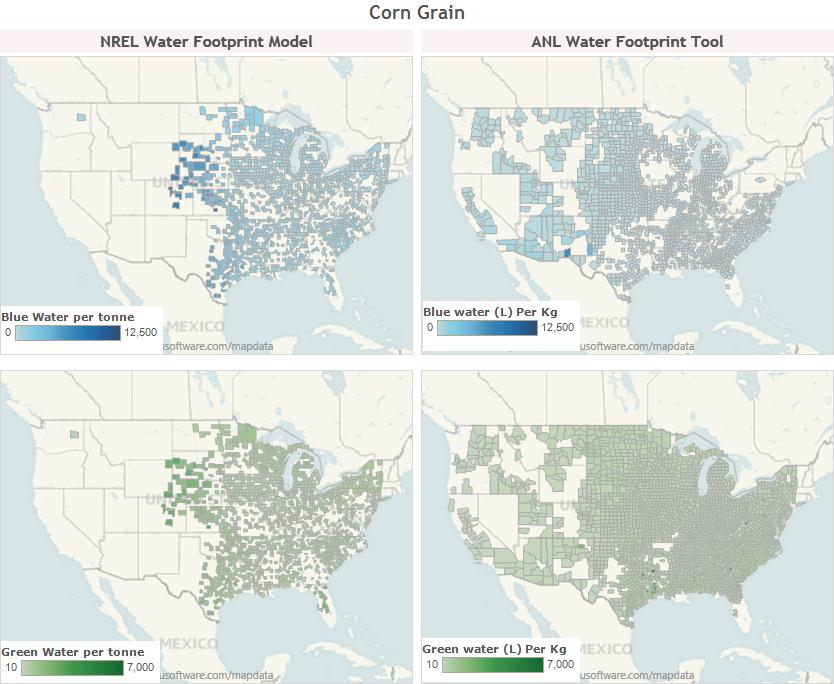 Corn Grain
NREL Water Footprint Model
ANL Water Footprint Tool
Blue Water per tonne
0 12,500
MEXICO
usoftware.com/mapdata
Blue water (L) Per Kg
0 12,500
MEXICO
usoftware.com/mapdata
Green Water per tonne
10 7,000
MEXICO
usoftware.com/mapdata
Green water (L) Per Kg
10 7,000
MEXICO
usoftware.com/mapdata